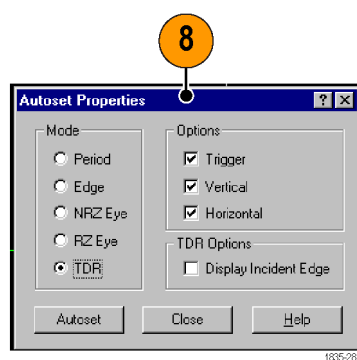 8
Autoset Properties
Mode
Period
Edge
NRZ Eye
RZ Eye
TDR
Options
Trigger
Vertical
Horizontal
TDR Options
Display Incident Edge
Autoset
Close
Help
1835-28